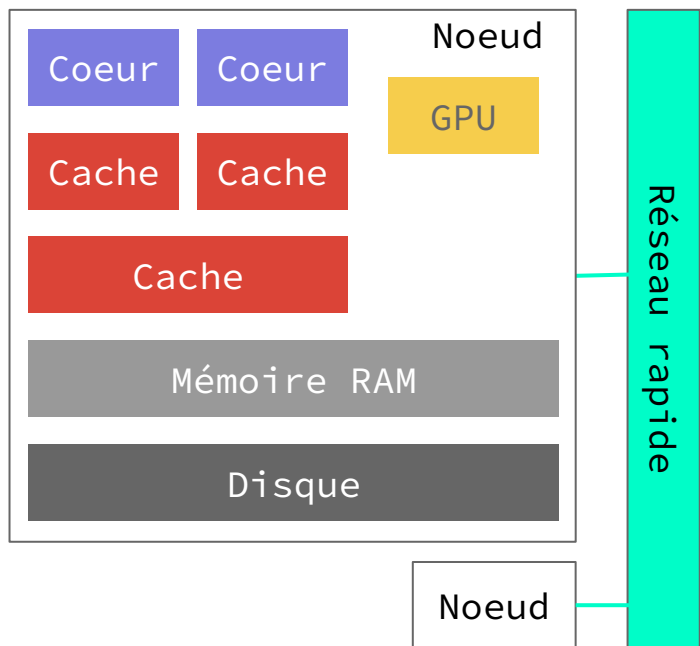 Noeud
Coeur
Coeur
GPU
Cache
Cache
Cache
Mémoire RAM
Disque
Réseau rapide
Noeud